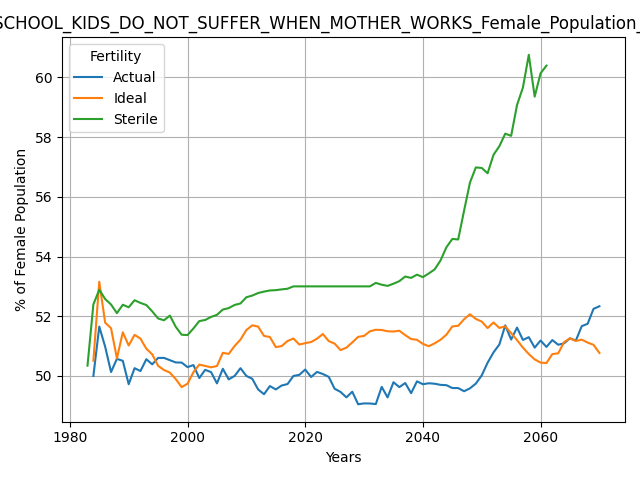 SCHOOL_KIDS_DO_NOT_SUFFER_WHEN_MOTHER_WORKS_Female_Population_
Fertility
Actual
Ideal
Sterile
% of Female Population
60
58
56
54
52
50
1980
2000
2020
2040
2060
Years